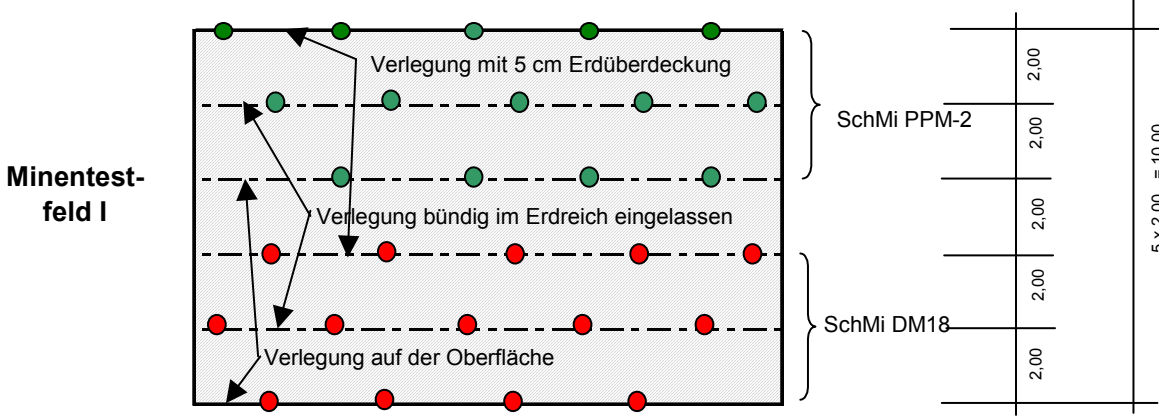 Minentest-
feld I
Verlegung mit 5 cm Erdüberdeckung
Verlegung bündig im Erdreich eingelassen
Verlegung auf der Oberfläche
SchMi PPM-2
SchMi DM18
2,00
2,00
2,00
2,00
2,00
5 x 2,00 = 10,00